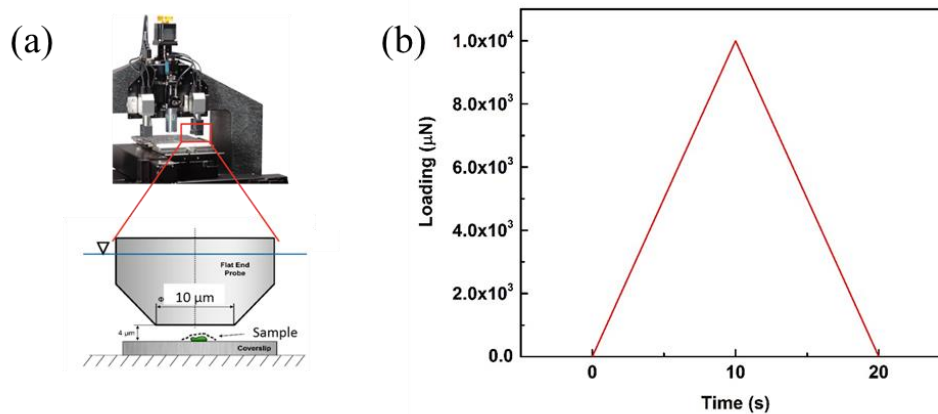 (a)
Flat End
Probe
Φ 10 μm
4 μm
Sample
Coverslip
(b)
Loading (μN)
1.0x10⁴
8.0x10³
6.0x10³
4.0x10³
2.0x10³
0.0
0 10 20
Time (s)